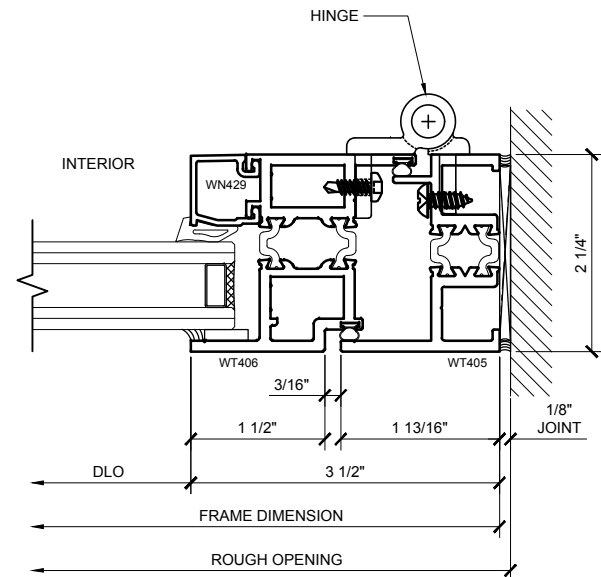 HINGE
INTERIOR
WN429
2 1/4"
WT406
WT405
3/16"
1/8"
JOINT
1 1/2"
1 13/16"
DLO
3 1/2"
FRAME DIMENSION
ROUGH OPENING